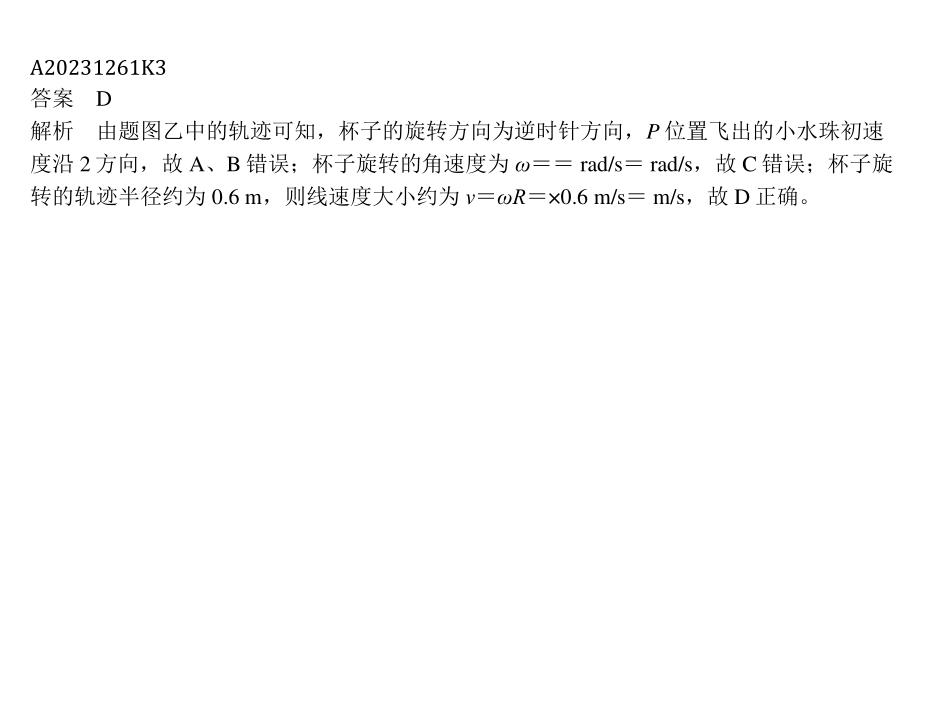 A20231261K3
答案　D
解析　由题图乙中的轨迹可知，杯子的旋转方向为逆时针方向，P 位置飞出的小水珠初速
度沿 2 方向，故 A、B 错误；杯子旋转的角速度为 ω＝＝ rad/s＝ rad/s，故 C 错误；杯子旋
转的轨迹半径约为 0.6 m，则线速度大小约为 v＝ωR＝×0.6 m/s＝ m/s，故 D 正确。